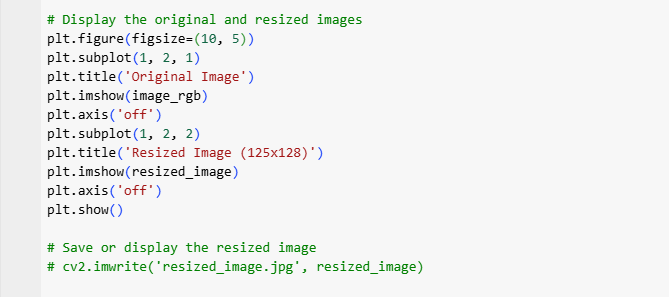 # Display the original and resized images
plt.figure(figsize=(10, 5))
plt.subplot(1, 2, 1)
plt.title('Original Image')
plt.imshow(image_rgb)
plt.axis('off')
plt.subplot(1, 2, 2)
plt.title('Resized Image (125x128)')
plt.imshow(resized_image)
plt.axis('off')
plt.show()
# Save or display the resized image
# cv2.imwrite('resized_image.jpg', resized_image)